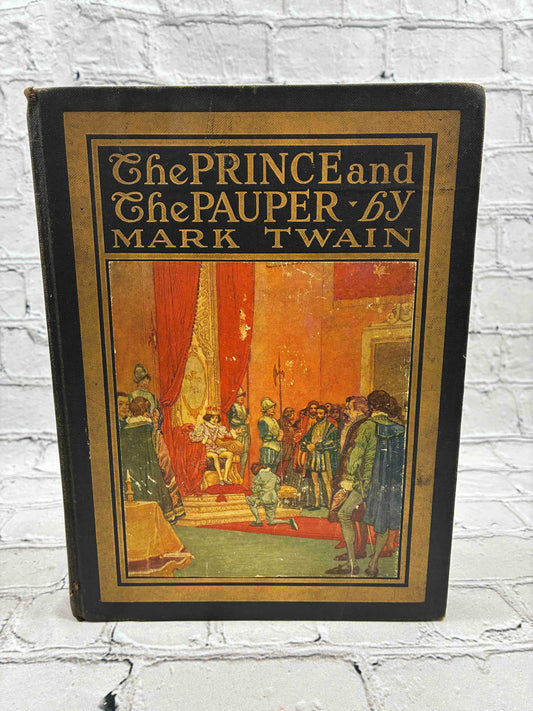 The PRINCE and
The PAUPER · by
MARK TWAIN